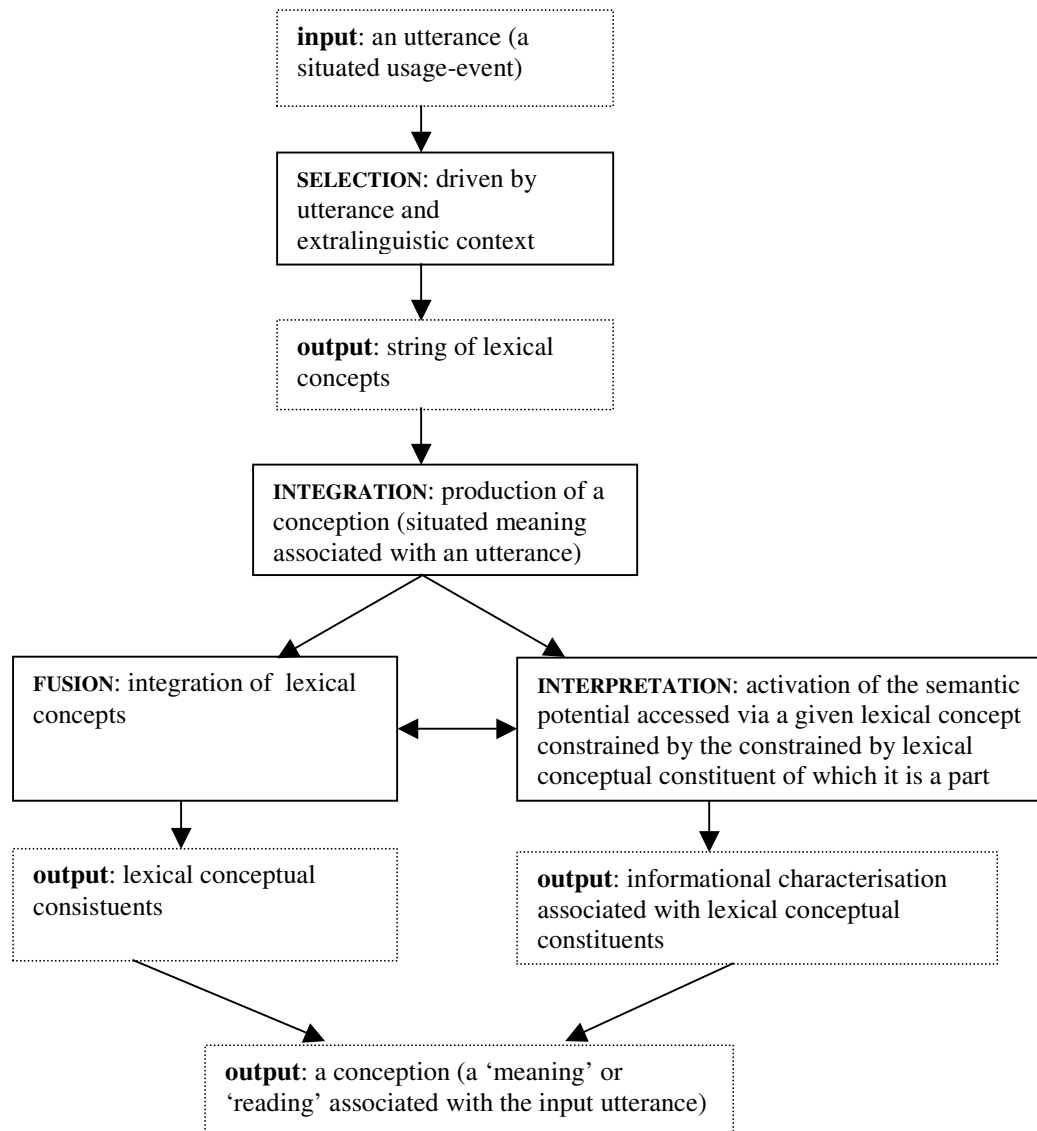 input: an utterance (a
situated usage-event)
SELECTION: driven by
utterance and
extralinguistic context
output: string of lexical
concepts
INTEGRATION: production of a
conception (situated meaning
associated with an utterance)
FUSION: integration of lexical
concepts
INTERPRETATION: activation of the semantic
potential accessed via a given lexical concept
constrained by the constrained by lexical
conceptual constituent of which it is a part
output: lexical conceptual
consistuents
output: informational characterisation
associated with lexical conceptual
constituents
output: a conception (a ‘meaning’ or
‘reading’ associated with the input utterance)